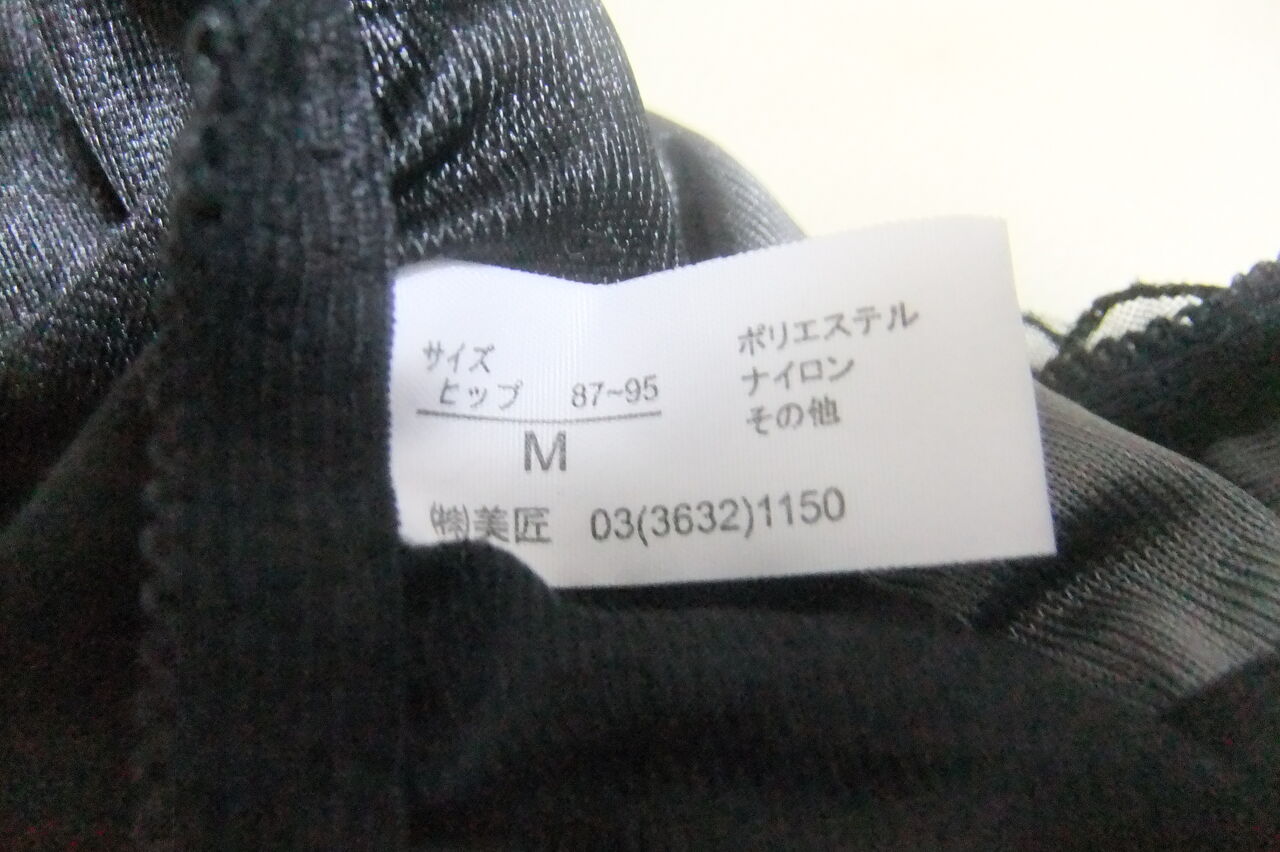 サイズ
ヒップ 87~95
M
ポリエステル
ナイロン
その他
㈱美匠 03(3632)1150